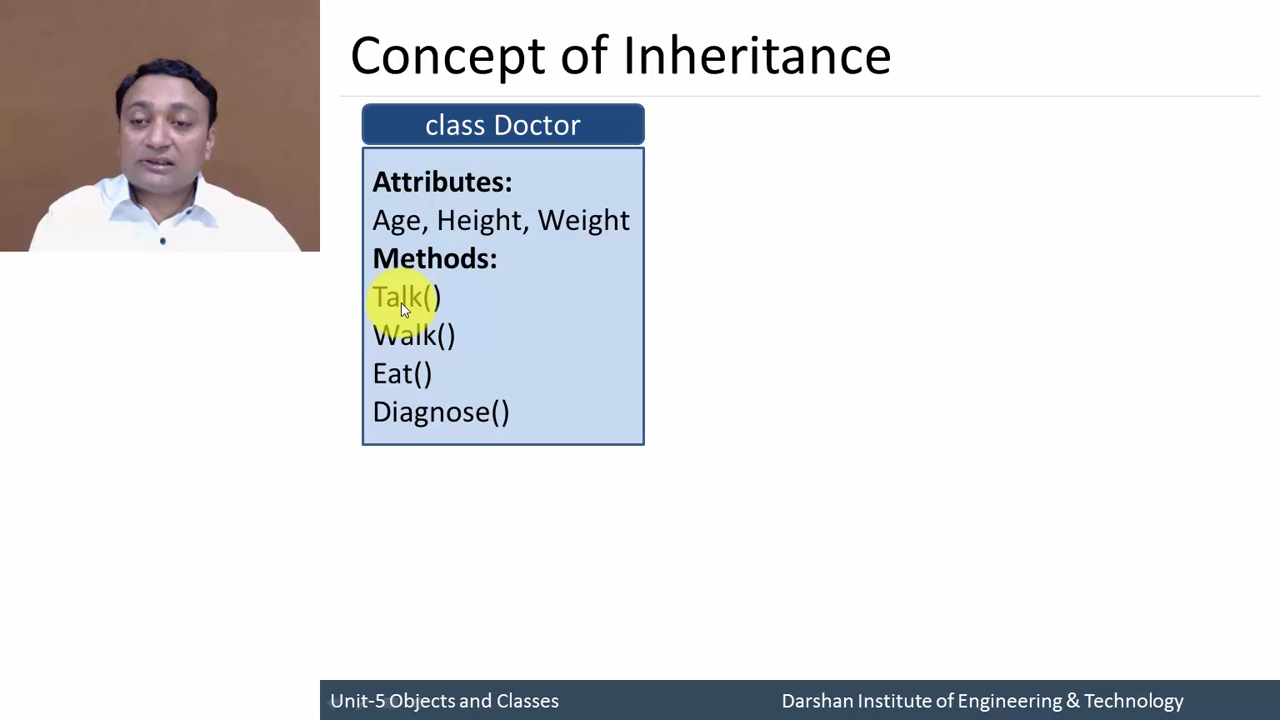 Concept of Inheritance
class Doctor
Attributes:
Age, Height, Weight
Methods:
Talk()
Walk()
Eat()
Diagnose()
Unit-5 Objects and Classes
Darshan Institute of Engineering & Technology